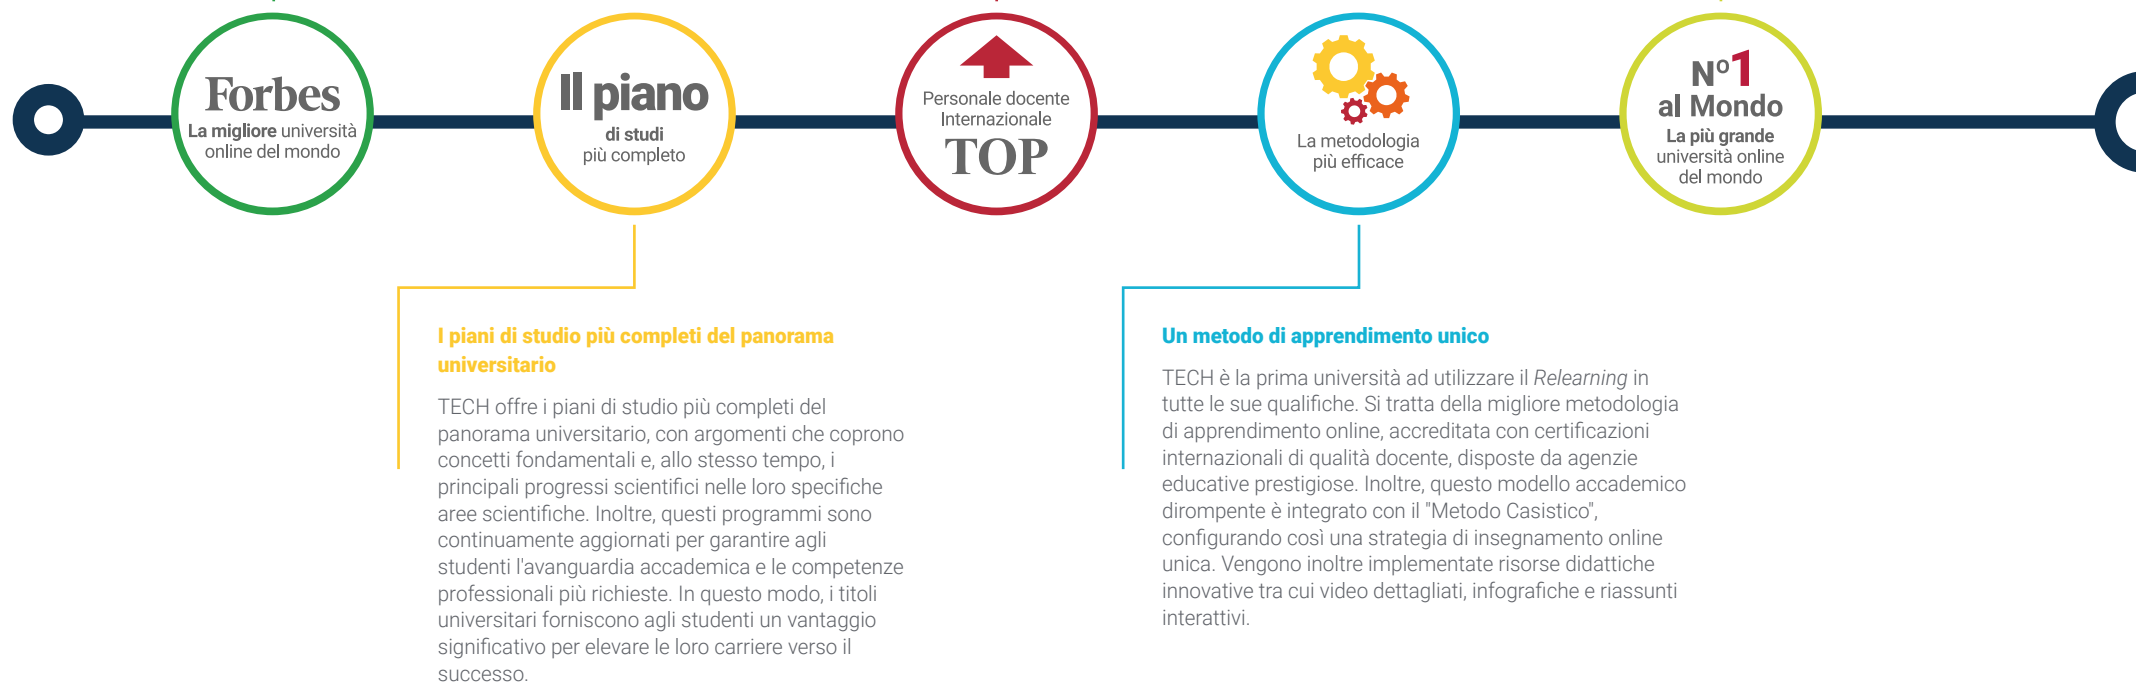 Forbes
La migliore università
online del mondo
Il piano
di studi
più completo
Personale docente
Internazionale
TOP
La metodologia
più efficace
Nº1
al Mondo
La più grande
università online
del mondo
I piani di studio più completi del panorama
universitario
TECH offre i piani di studio più completi del
panorama universitario, con argomenti che coprono
concetti fondamentali e, allo stesso tempo, i
principali progressi scientifici nelle loro specifiche
aree scientifiche. Inoltre, questi programmi sono
continuamente aggiornati per garantire agli
studenti l'avanguardia accademica e le competenze
professionali più richieste. In questo modo, i titoli
universitari forniscono agli studenti un vantaggio
significativo per elevare le loro carriere verso il
successo.
Un metodo di apprendimento unico
TECH è la prima università ad utilizzare il Relearning in
tutte le sue qualifiche. Si tratta della migliore metodologia
di apprendimento online, accreditata con certificazioni
internazionali di qualità docente, disposte da agenzie
educative prestigiose. Inoltre, questo modello accademico
dirompente è integrato con il "Metodo Casistico",
configurando così una strategia di insegnamento online
unica. Vengono inoltre implementate risorse didattiche
innovative tra cui video dettagliati, infografiche e riassunti
interattivi.